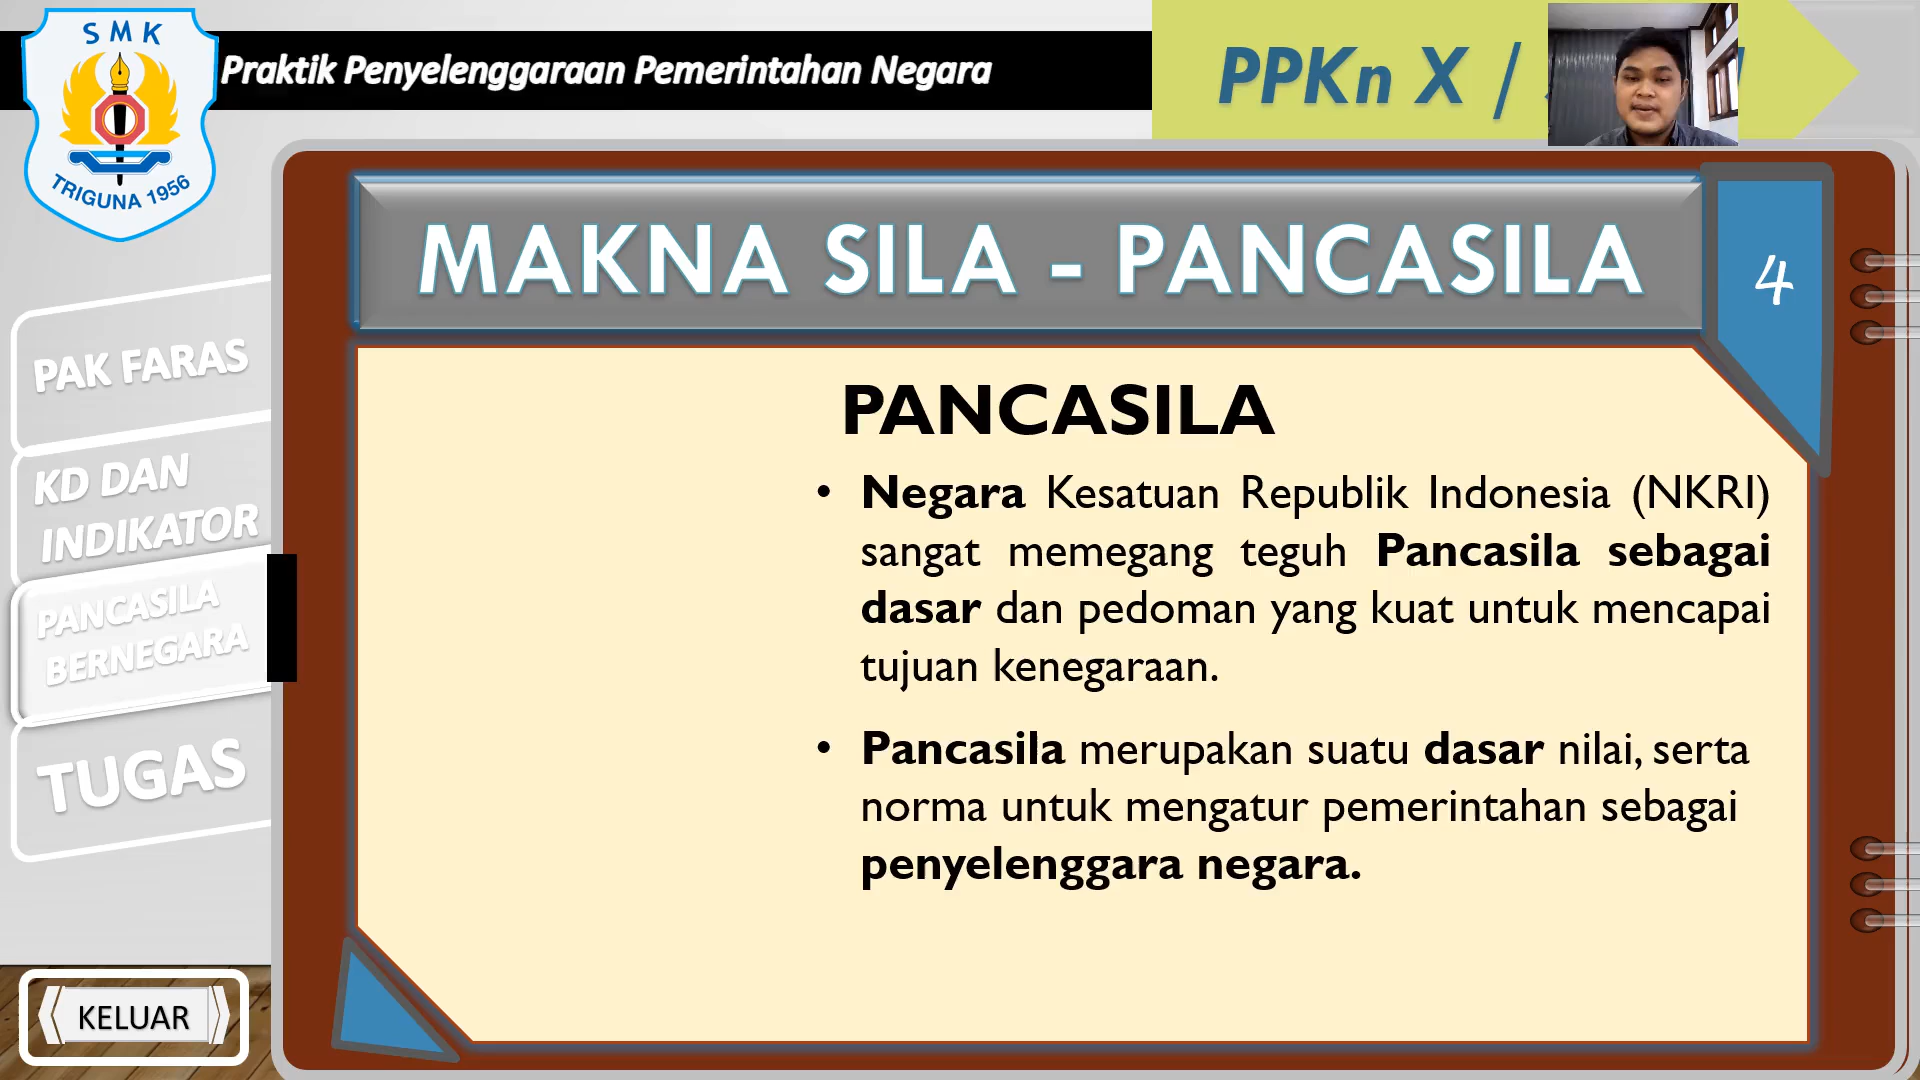 SMK
TRIGUNA 1956
Praktik Penyelenggaraan Pemerintahan Negara
PPKn X /
MAKNA SILA - PANCASILA
4
PAK FARAS
KD DAN
INDIKATOR
PANCASILA
BERNEGARA
TUGAS
KELUAR
PANCASILA
• Negara Kesatuan Republik Indonesia (NKRI)
sangat memegang teguh Pancasila sebagai
dasar dan pedoman yang kuat untuk mencapai
tujuan kenegaraan.
• Pancasila merupakan suatu dasar nilai, serta
norma untuk mengatur pemerintahan sebagai
penyelenggara negara.